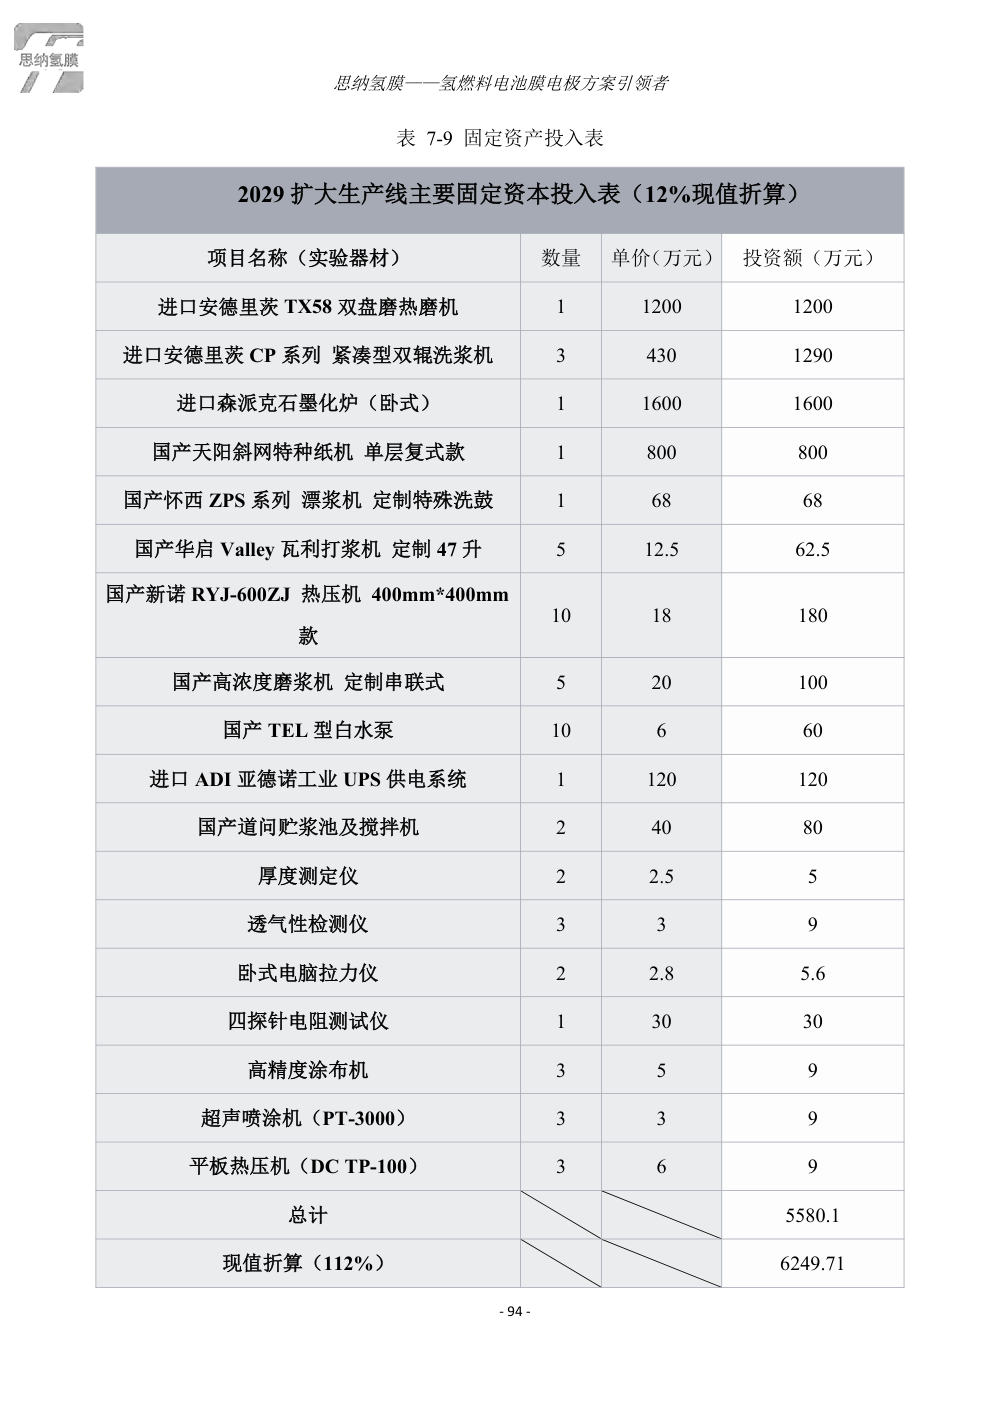 思纳氢膜
思纳氢膜——氢燃料电池膜电极方案引领者
表 7-9 固定资产投入表
2029 扩大生产线主要固定资本投入表（12%现值折算）
项目名称（实验器材） 数量 单价（万元） 投资额（万元）
进口安德里茨 TX58 双盘磨热磨机 1 1200 1200
进口安德里茨 CP 系列 紧凑型双辊洗浆机 3 430 1290
进口森派克石墨化炉（卧式） 1 1600 1600
国产天阳斜网特种纸机 单层复式款 1 800 800
国产怀西 ZPS 系列 漂浆机 定制特殊洗鼓 1 68 68
国产华启 Valley 瓦利打浆机 定制 47 升 5 12.5 62.5
国产新诺 RYJ-600ZJ 热压机 400mm*400mm
款 10 18 180
国产高浓度磨浆机 定制串联式 5 20 100
国产 TEL 型白水泵 10 6 60
进口 ADI 亚德诺工业 UPS 供电系统 1 120 120
国产道问贮浆池及搅拌机 2 40 80
厚度测定仪 2 2.5 5
透气性检测仪 3 3 9
卧式电脑拉力仪 2 2.8 5.6
四探针电阻测试仪 1 30 30
高精度涂布机 3 5 9
超声喷涂机（PT-3000） 3 3 9
平板热压机（DC TP-100） 3 6 9
总计 5580.1
现值折算（112%） 6249.71
- 94 -